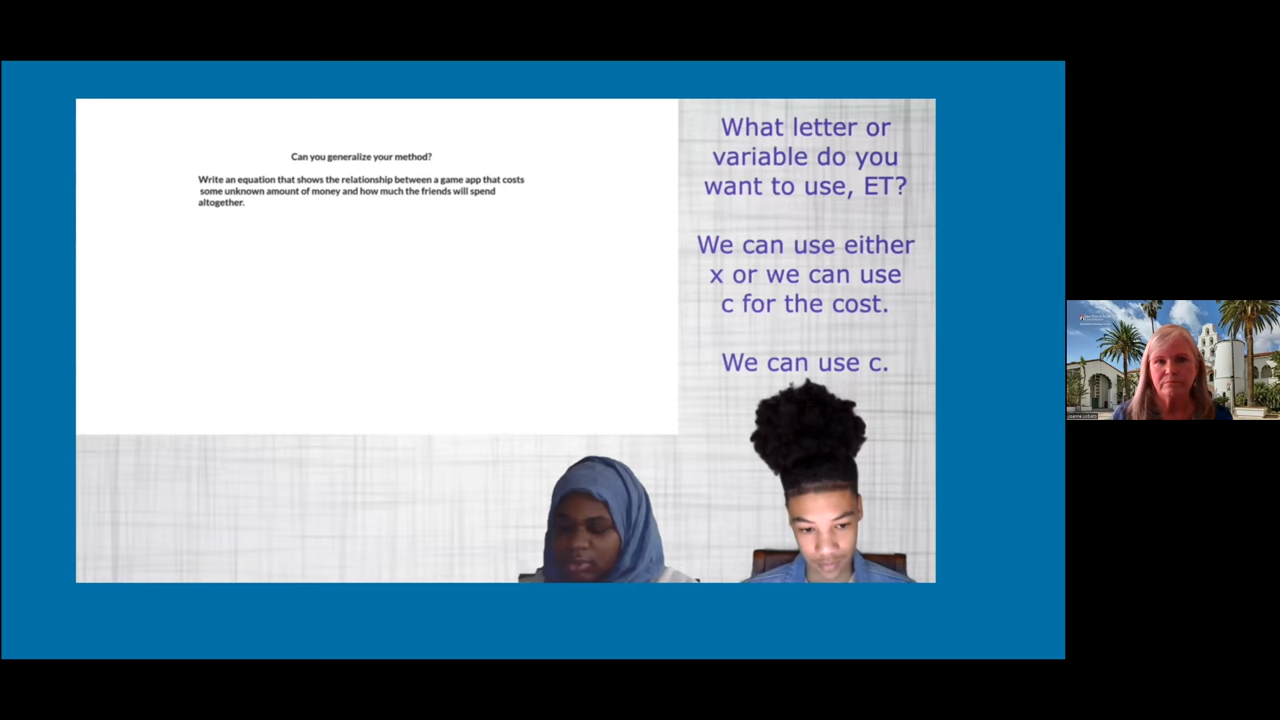 Can you generalize your method?
Write an equation that shows the relationship between a game app that costs
some unknown amount of money and how much the friends will spend
altogether.
What letter or
variable do you
want to use, ET?
We can use either
x or we can use
c for the cost.
We can use c.
Joanne Lobato